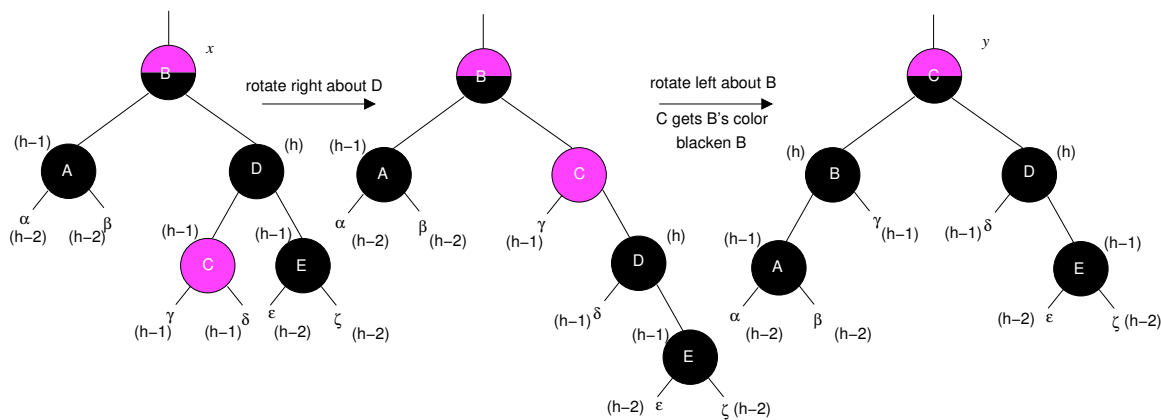 x
B
(h−1)
(h)
A
D
α
β
(h−2)
(h−2)
(h−1)
(h−1)
C
E
γ
δ
ε
ζ
(h−1)
(h−1)
(h−2)
(h−2)
rotate right about D
B
(h−1)
A
C
α
β
γ
(h−2)
(h−2)
(h−1)
(h)
D
(h−1)
δ
(h−1)
E
(h−2)
ε
ζ
(h−2)
rotate left about B
C gets B's color
blacken B
y
C
(h)
(h)
B
D
γ
(h−1)
(h−1)
δ
(h−1)
(h−1)
A
E
α
β
(h−2)
(h−2)
(h−2)
ε
ζ
(h−2)